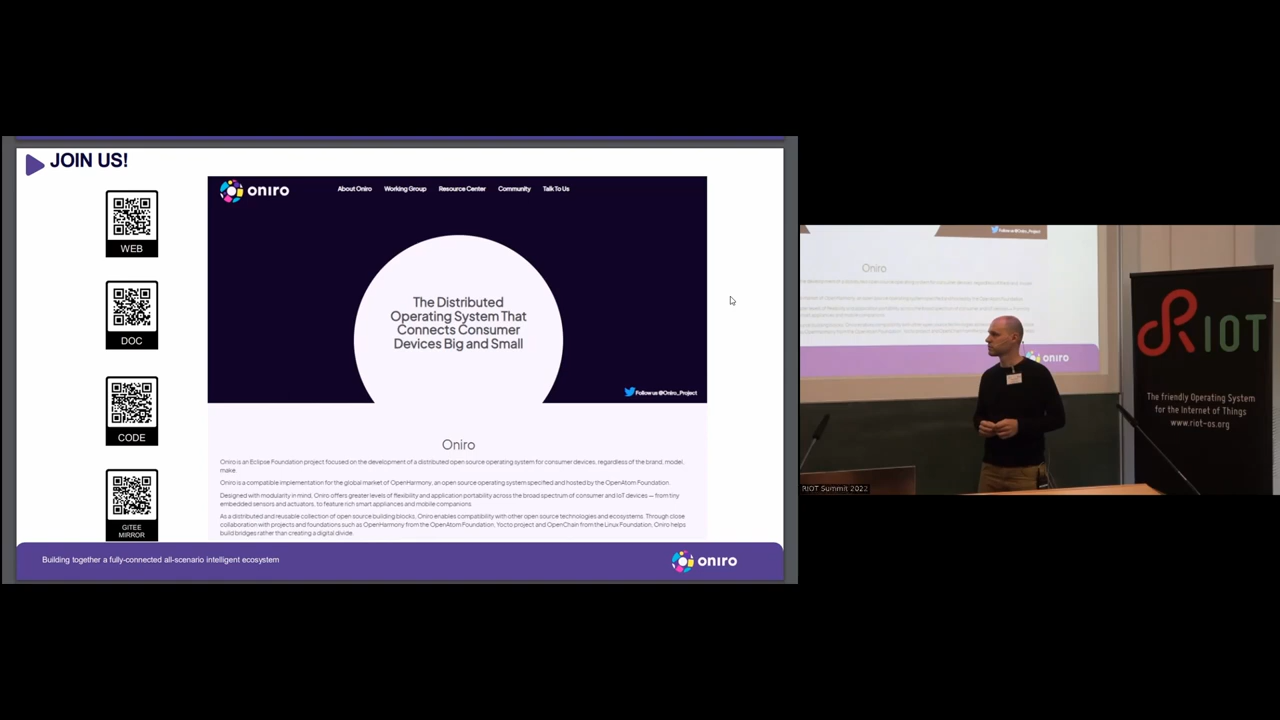 JOIN US!
WEB
DOC
CODE
GITEE
MIRROR
oniro
About Oniro
Working Group
Resource Center
Community
Talk To Us
The Distributed
Operating System That
Connects Consumer
Devices Big and Small
Follow us @Oniro_Project
Oniro
Oniro is an Eclipse Foundation project focused on the development of a distributed open source operating system for consumer devices, regardless of the brand, model,
make.
Oniro is a compatible implementation for the global market of OpenHarmony, an open source operating system specified and hosted by the OpenAtom Foundation.
Designed with modularity in mind, Oniro offers greater levels of flexibility and application portability across the broad spectrum of consumer and IoT devices — from tiny
embedded sensors and actuators, to feature rich smart appliances and mobile companions.
As a distributed and reusable collection of open source building blocks, Oniro enables compatibility with other open source technologies and ecosystems. Through close
collaboration with projects and foundations such as OpenHarmony from the OpenAtom Foundation, Yocto project and OpenChain from the Linux Foundation, Oniro helps
build bridges rather than creating a digital divide.
Building together a fully-connected all-scenario intelligent ecosystem
oniro
Follow us @Oniro_Project
Oniro
oniro
RIOT
The friendly Operating System
for the Internet of Things
www.riot-os.org
RIOT Summit 2022